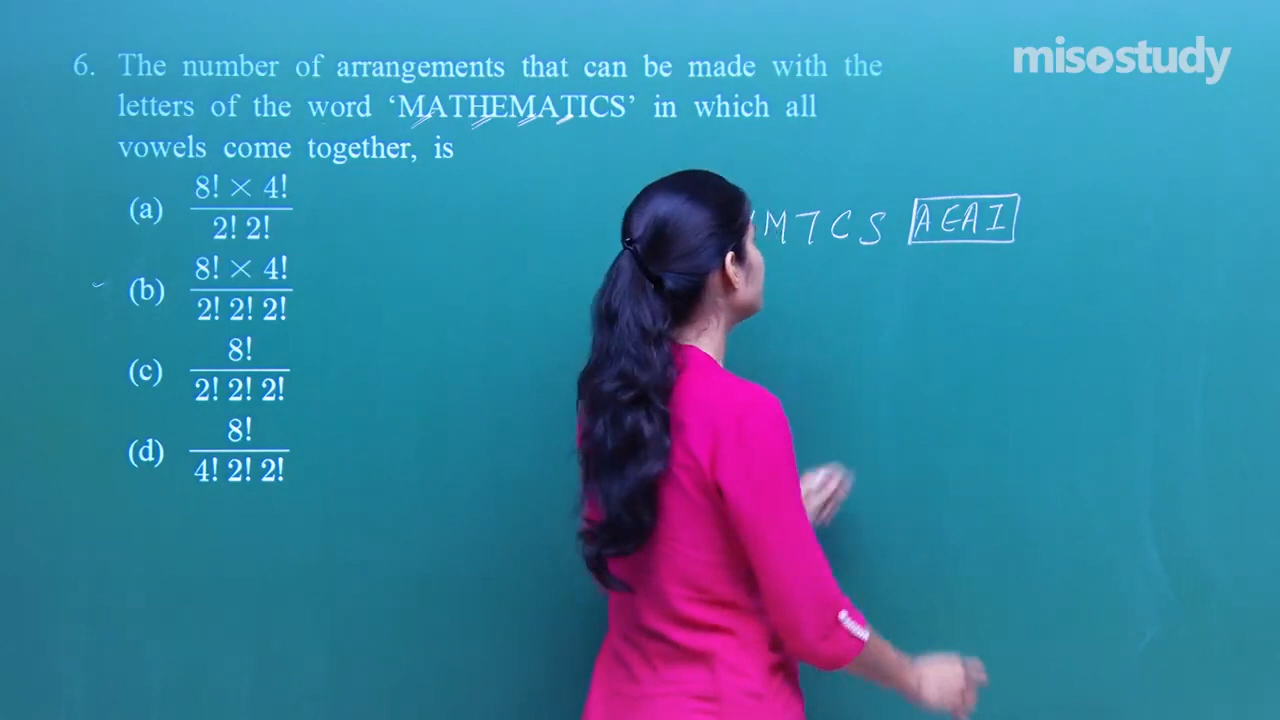 misostudy
6. The number of arrangements that can be made with the
letters of the word ‘MATHEMATICS’ in which all
vowels come together, is
(a) 8! × 4! / 2! 2!
(b) 8! × 4! / 2! 2! 2!
(c) 8! / 2! 2! 2!
(d) 8! / 4! 2! 2!
M T C S AEAI